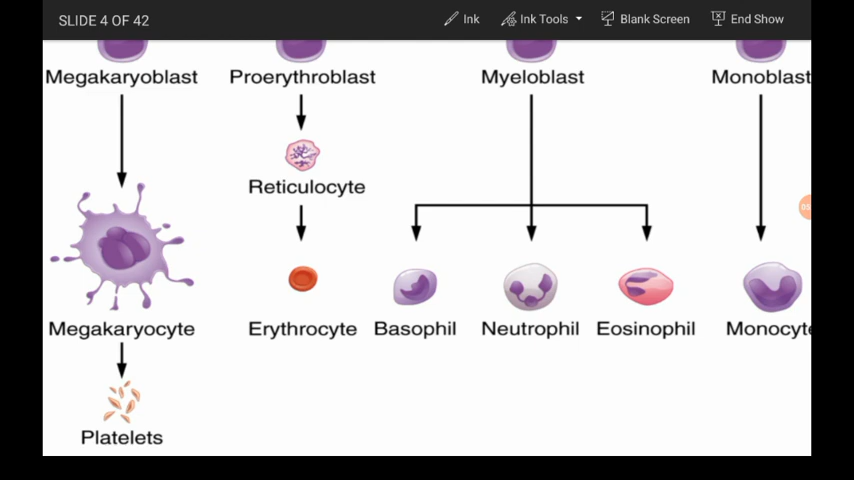 SLIDE 4 OF 42 Ink Ink Tools Blank Screen End Show
Megakaryoblast Proerythroblast Myeloblast Monoblast
Reticulocyte
Megakaryocyte Erythrocyte Basophil Neutrophil Eosinophil Monocyt
Platelets